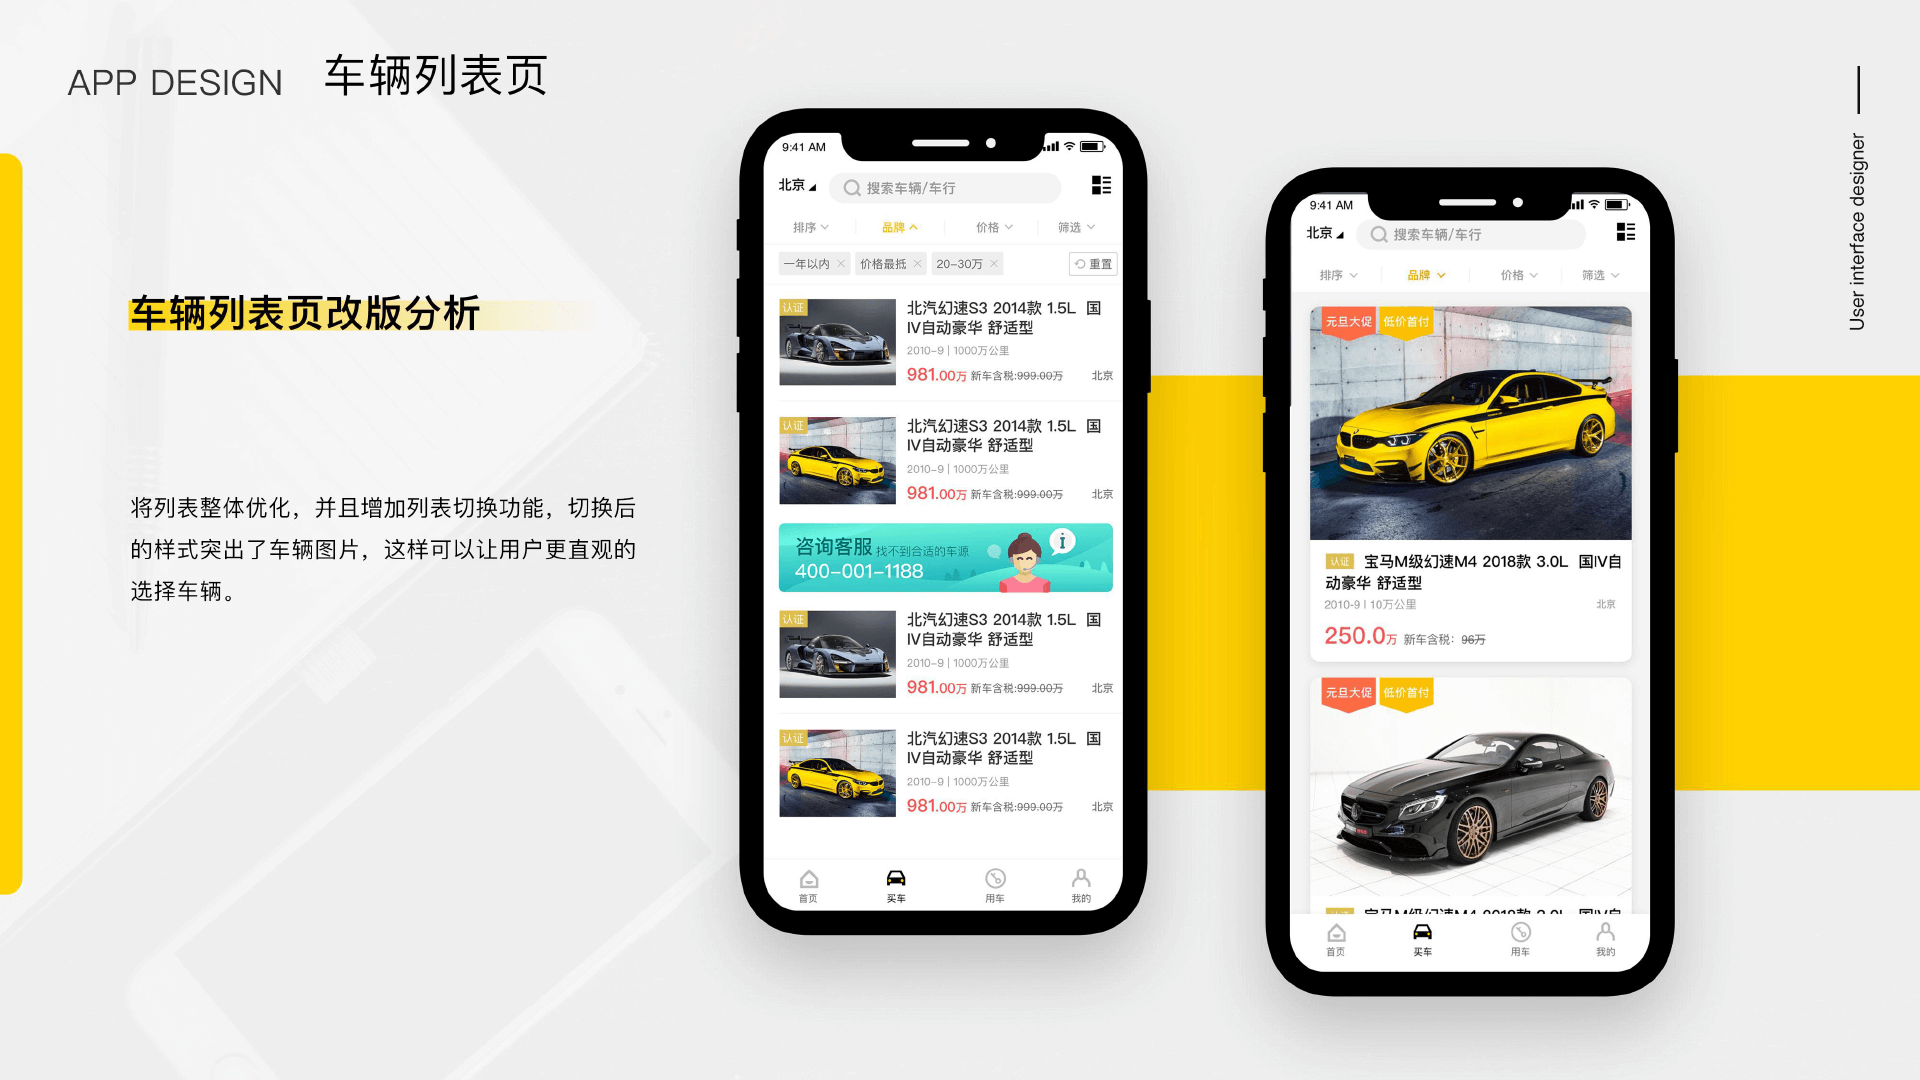 APP DESIGN 车辆列表页
User interface designer
车辆列表页改版分析
将列表整体优化，并且增加列表切换功能，切换后
的样式突出了车辆图片，这样可以让用户更直观的
选择车辆。
9:41 AM
北京
搜索车辆/车行
排序 品牌 价格 筛选
一年以内 价格最抵 20-30万 重置
认证
北汽幻速S3 2014款 1.5L 国
IV自动豪华 舒适型
2010-9 | 1000万公里
981.00万 新车含税:999.00万 北京
认证
北汽幻速S3 2014款 1.5L 国
IV自动豪华 舒适型
2010-9 | 1000万公里
981.00万 新车含税:999.00万 北京
咨询客服 找不到合适的车源
400-001-1188
认证
北汽幻速S3 2014款 1.5L 国
IV自动豪华 舒适型
2010-9 | 1000万公里
981.00万 新车含税:999.00万 北京
认证
北汽幻速S3 2014款 1.5L 国
IV自动豪华 舒适型
2010-9 | 1000万公里
981.00万 新车含税:999.00万 北京
首页 买车 用车 我的
9:41 AM
北京
搜索车辆/车行
排序 品牌 价格 筛选
元旦大促 低价首付
认证 宝马M级幻速M4 2018款 3.0L 国IV自
动豪华 舒适型
2010-9 | 10万公里 北京
250.0万 新车含税：96万
元旦大促 低价首付
认证 宝马M级幻速M4 2018款 3.0L 国IV自
首页 买车 用车 我的